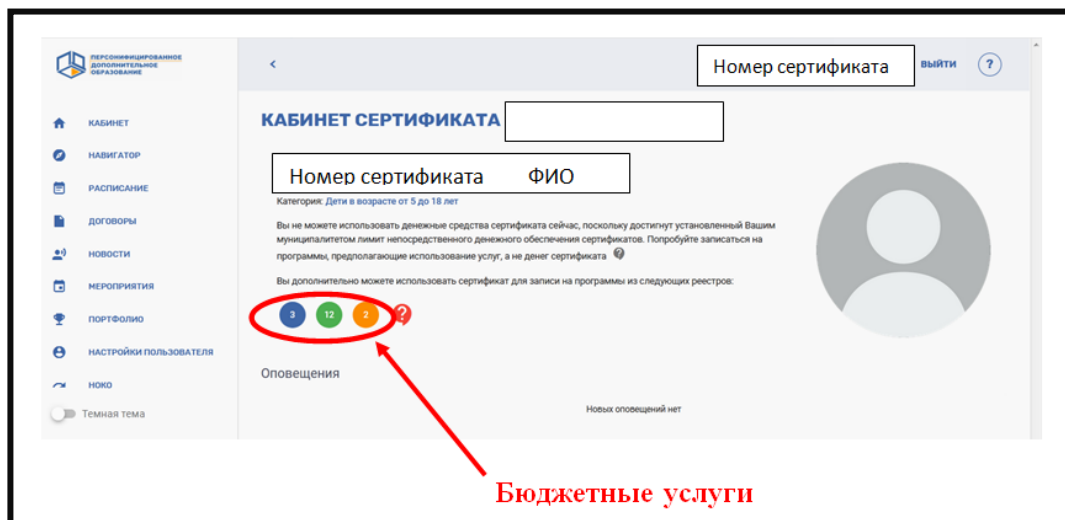 ПЕРСОНИФИЦИРОВАННОЕ
ДОПОЛНИТЕЛЬНОЕ
ОБРАЗОВАНИЕ
Номер сертификата
ВЫЙТИ
?
КАБИНЕТ
НАВИГАТОР
РАСПИСАНИЕ
ДОГОВОРЫ
НОВОСТИ
МЕРОПРИЯТИЯ
ПОРТФОЛИО
НАСТРОЙКИ ПОЛЬЗОВАТЕЛЯ
НОКО
Темная тема
КАБИНЕТ СЕРТИФИКАТА
Номер сертификата ФИО
Категория: Дети в возрасте от 5 до 18 лет
Вы не можете использовать денежные средства сертификата сейчас, поскольку достигнут установленный Вашим
муниципалитетом лимит непосредственного денежного обеспечения сертификатов. Попробуйте записаться на
программы, предполагающие использование услуг, а не денег сертификата ?
Вы дополнительно можете использовать сертификат для записи на программы из следующих реестров:
3 12 2 ?
Оповещения
Новых оповещений нет
Бюджетные услуги